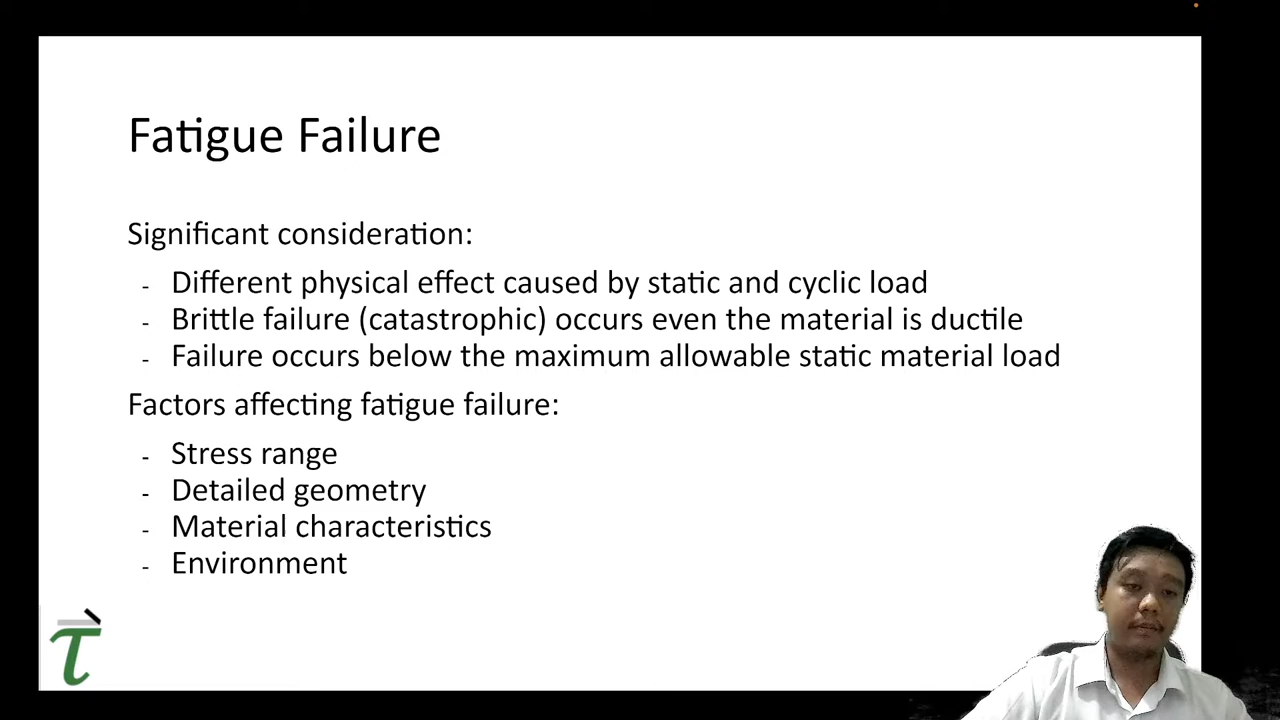 Fatigue Failure
Significant consideration:
- Different physical effect caused by static and cyclic load
- Brittle failure (catastrophic) occurs even the material is ductile
- Failure occurs below the maximum allowable static material load
Factors affecting fatigue failure:
- Stress range
- Detailed geometry
- Material characteristics
- Environment
τ